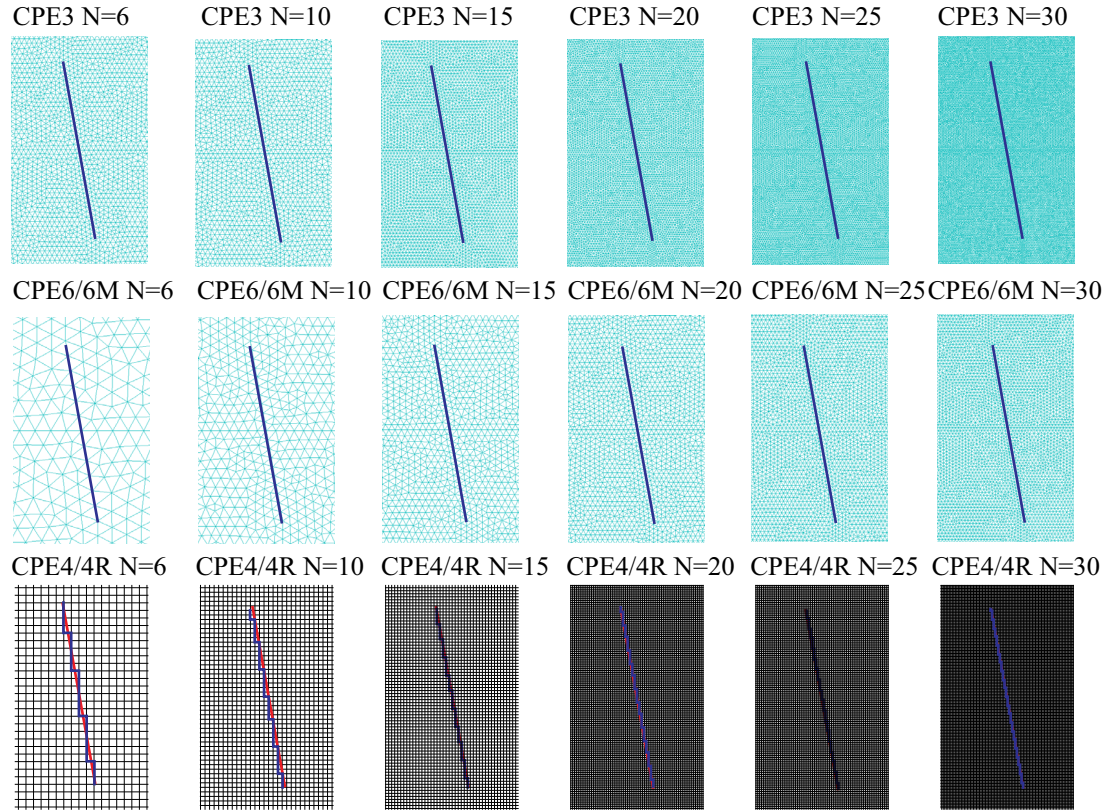 CPE3 N=6
CPE3 N=10
CPE3 N=15
CPE3 N=20
CPE3 N=25
CPE3 N=30
CPE6/6M N=6
CPE6/6M N=10
CPE6/6M N=15
CPE6/6M N=20
CPE6/6M N=25
CPE6/6M N=30
CPE4/4R N=6
CPE4/4R N=10
CPE4/4R N=15
CPE4/4R N=20
CPE4/4R N=25
CPE4/4R N=30